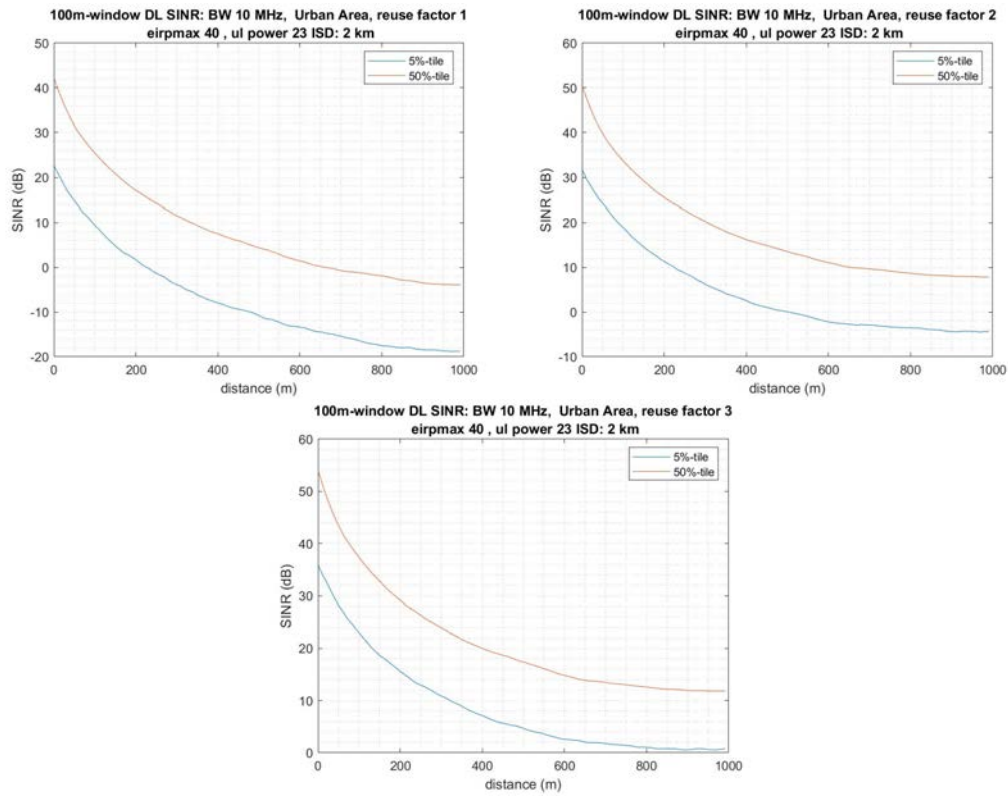 100m-window DL SINR: BW 10 MHz, Urban Area, reuse factor 1
eirpmax 40 , ul power 23 ISD: 2 km
50
40
30
20
10
0
-10
-20
SINR (dB)
5%-tile
50%-tile
0
200
400
600
800
1000
distance (m)
100m-window DL SINR: BW 10 MHz, Urban Area, reuse factor 2
eirpmax 40 , ul power 23 ISD: 2 km
60
50
40
30
20
10
0
-10
SINR (dB)
5%-tile
50%-tile
0
200
400
600
800
1000
distance (m)
100m-window DL SINR: BW 10 MHz, Urban Area, reuse factor 3
eirpmax 40 , ul power 23 ISD: 2 km
60
50
40
30
20
10
0
SINR (dB)
5%-tile
50%-tile
0
200
400
600
800
1000
distance (m)